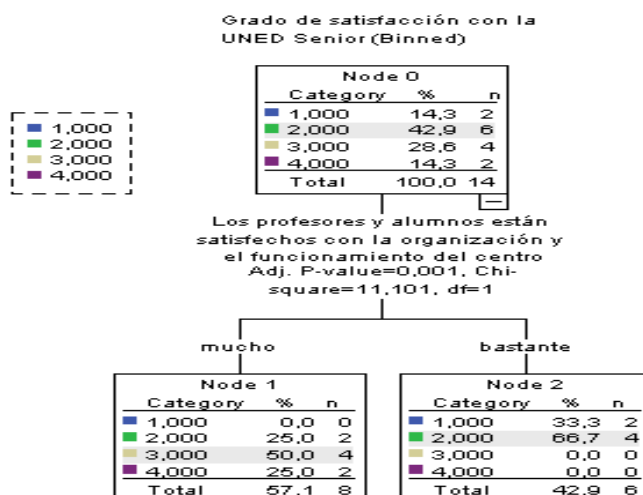 Grado de satisfacción con la
UNED Senior (Binned)
Node 0
Category % n
1,000 14,3 2
2,000 42,9 6
3,000 28,6 4
4,000 14,3 2
Total 100,0 14
1,000
2,000
3,000
4,000
Los profesores y alumnos están
satisfechos con la organización y
el funcionamiento del centro
Adj. P-value=0,001, Chi-
square=11,101, df=1
mucho
bastante
Node 1
Category % n
1,000 0,0 0
2,000 25,0 2
3,000 50,0 4
4,000 25,0 2
Total 57,1 8
Node 2
Category % n
1,000 33,3 2
2,000 66,7 4
3,000 0,0 0
4,000 0,0 0
Total 42,9 6